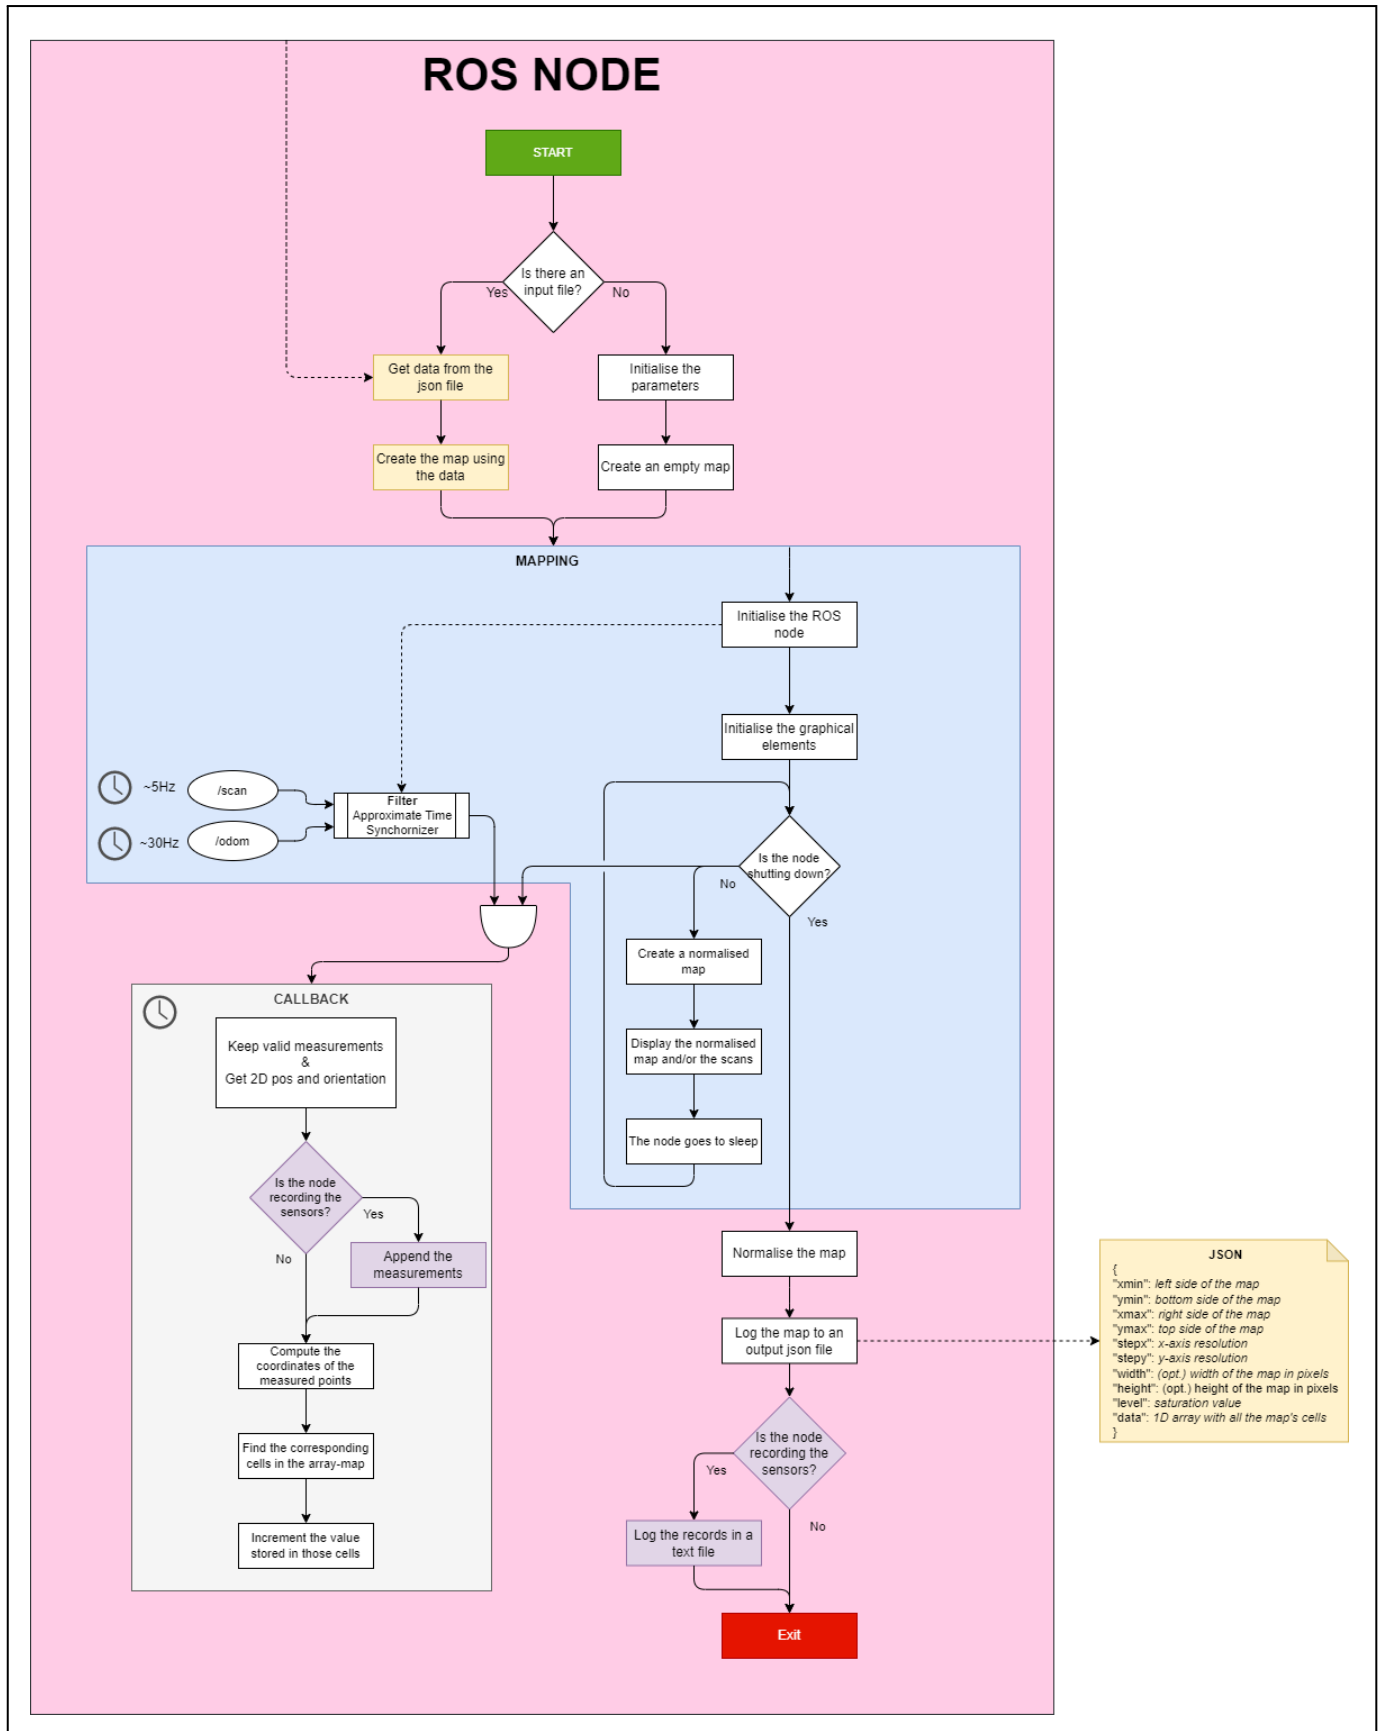 ROS NODE
START
Is there an
input file?
Yes
No
Get data from the
json file
Initialise the
parameters
Create the map using
the data
Create an empty map
MAPPING
Initialise the ROS
node
Initialise the graphical
elements
~5Hz
/scan
~30Hz
/odom
Filter
Approximate Time
Synchornizer
Is the node
shutting down?
No
Yes
Create a normalised
map
Display the normalised
map and/or the scans
The node goes to sleep
CALLBACK
Keep valid measurements
&
Get 2D pos and orientation
Is the node
recording the
sensors?
Yes
No
Append the
measurements
Compute the
coordinates of the
measured points
Find the corresponding
cells in the array-map
Increment the value
stored in those cells
Normalise the map
Log the map to an
output json file
Is the node
recording the
sensors?
Yes
No
Log the records in a
text file
Exit
JSON
{
"xmin": left side of the map
"ymin": bottom side of the map
"xmax": right side of the map
"ymax": top side of the map
"stepx": x-axis resolution
"stepy": y-axis resolution
"width": (opt.) width of the map in pixels
"height": (opt.) height of the map in pixels
"level": saturation value
"data": 1D array with all the map's cells
}